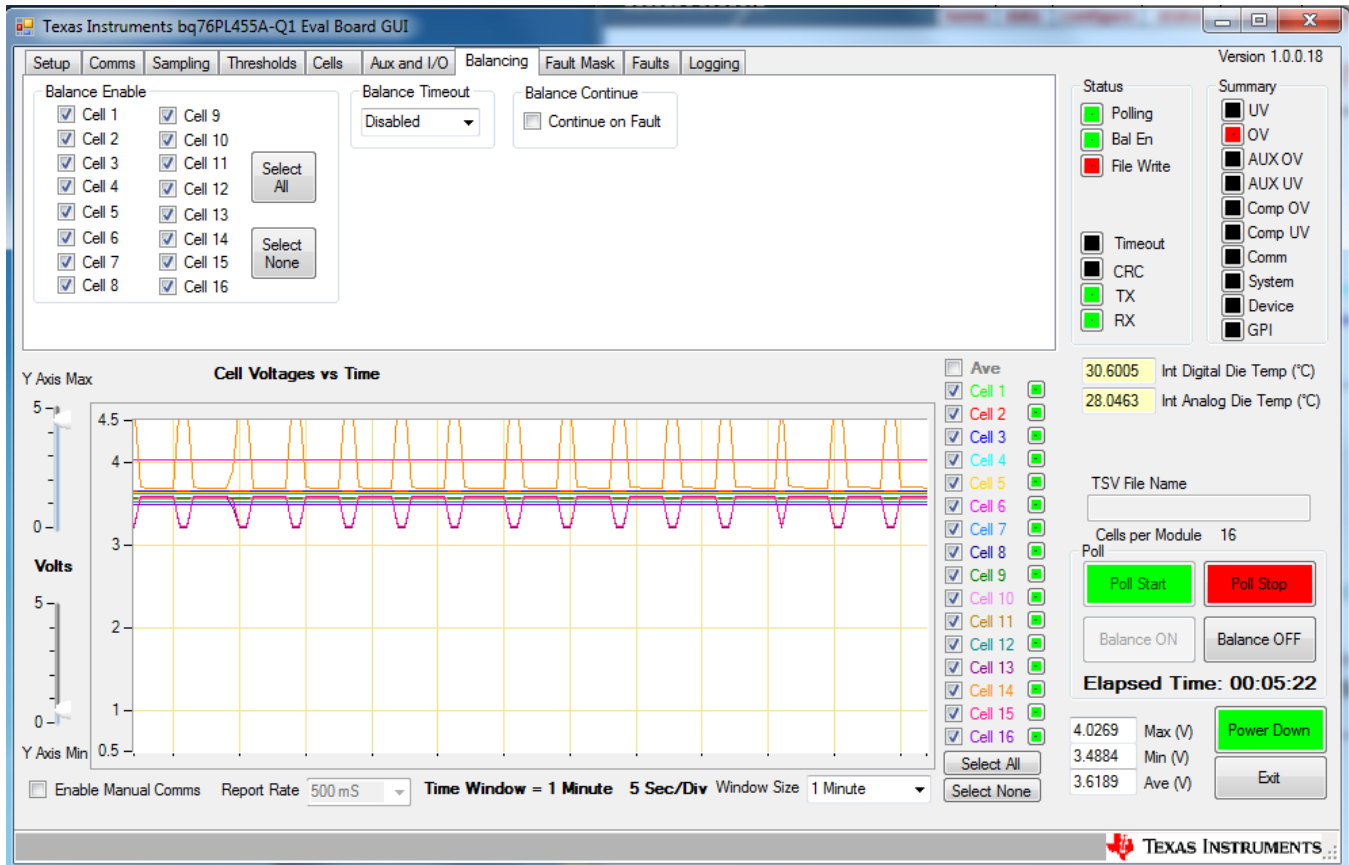 Texas Instruments bq76PL455A-Q1 Eval Board GUI
Setup Comms Sampling Thresholds Cells Aux and I/O Balancing Fault Mask Faults Logging
Version 1.0.0.18
Balance Enable
Cell 1
Cell 2
Cell 3
Cell 4
Cell 5
Cell 6
Cell 7
Cell 8
Cell 9
Cell 10
Cell 11
Cell 12
Cell 13
Cell 14
Cell 15
Cell 16
Select
All
Select
None
Balance Timeout
Disabled
Balance Continue
Continue on Fault
Status
Polling
Bal En
File Write
Timeout
CRC
TX
RX
Summary
UV
OV
AUX OV
AUX UV
Comp OV
Comp UV
Comm
System
Device
GPI
30.6005 Int Digital Die Temp (°C)
28.0463 Int Analog Die Temp (°C)
Y Axis Max
5
0
Volts
5
0
Y Axis Min
Cell Voltages vs Time
4.5
4
3
2
1
0.5
Ave
Cell 1
Cell 2
Cell 3
Cell 4
Cell 5
Cell 6
Cell 7
Cell 8
Cell 9
Cell 10
Cell 11
Cell 12
Cell 13
Cell 14
Cell 15
Cell 16
Select All
Select None
TSV File Name
Cells per Module 16
Poll
Poll Start
Poll Stop
Balance ON
Balance OFF
Elapsed Time: 00:05:22
4.0269 Max (V)
3.4884 Min (V)
3.6189 Ave (V)
Power Down
Exit
Enable Manual Comms
Report Rate 500 mS
Time Window = 1 Minute 5 Sec/Div
Window Size 1 Minute
TEXAS INSTRUMENTS